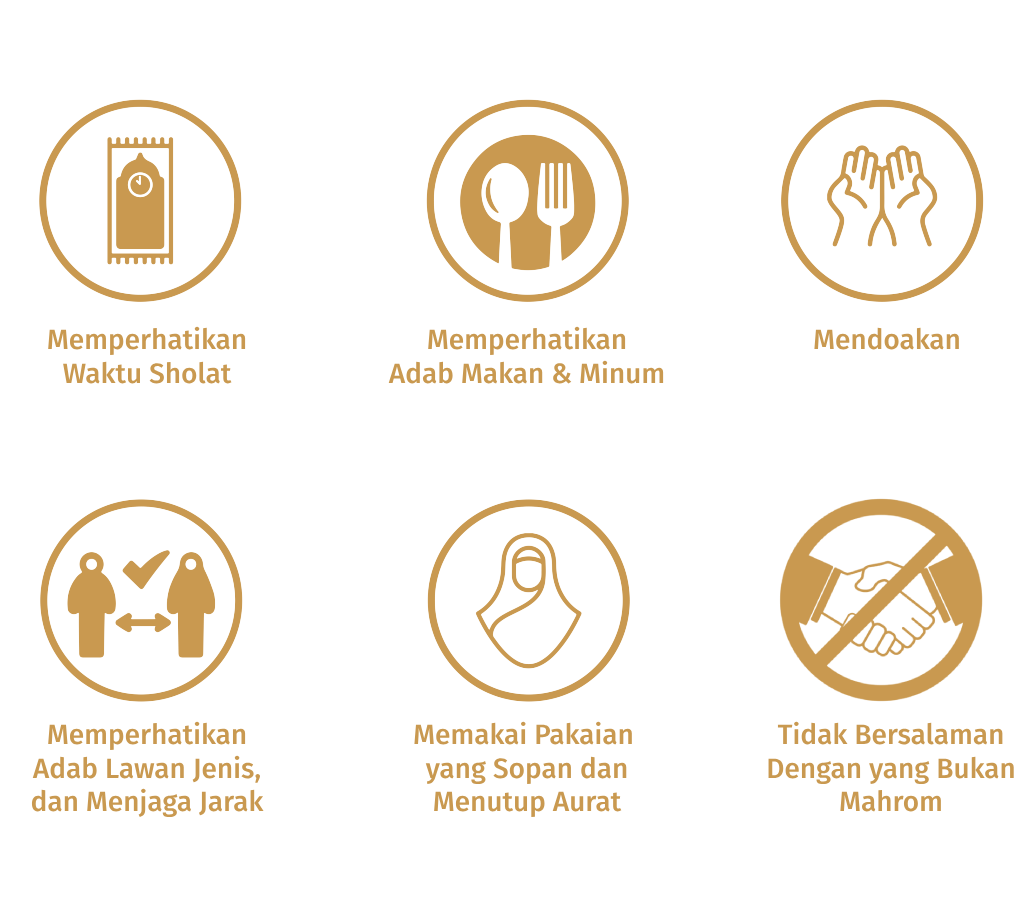 Memperhatikan
Waktu Sholat
Memperhatikan
Adab Makan & Minum
Mendoakan
Memperhatikan
Adab Lawan Jenis,
dan Menjaga Jarak
Memakai Pakaian
yang Sopan dan
Menutup Aurat
Tidak Bersalaman
Dengan yang Bukan
Mahrom